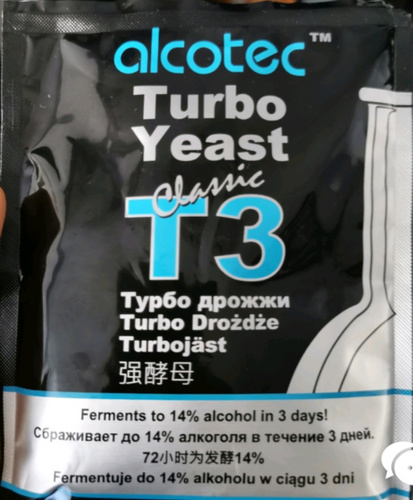 alcotec™
Turbo
Yeast
Classic
T3
Турбо дрожжи
Turbo Drożdże
Turbojäst
强酵母
Ferments to 14% alcohol in 3 days!
Сбраживает до 14% алкоголя в течение 3 дней.
72小时为发酵14%
Fermentuje do 14% alkoholu w ciągu 3 dni